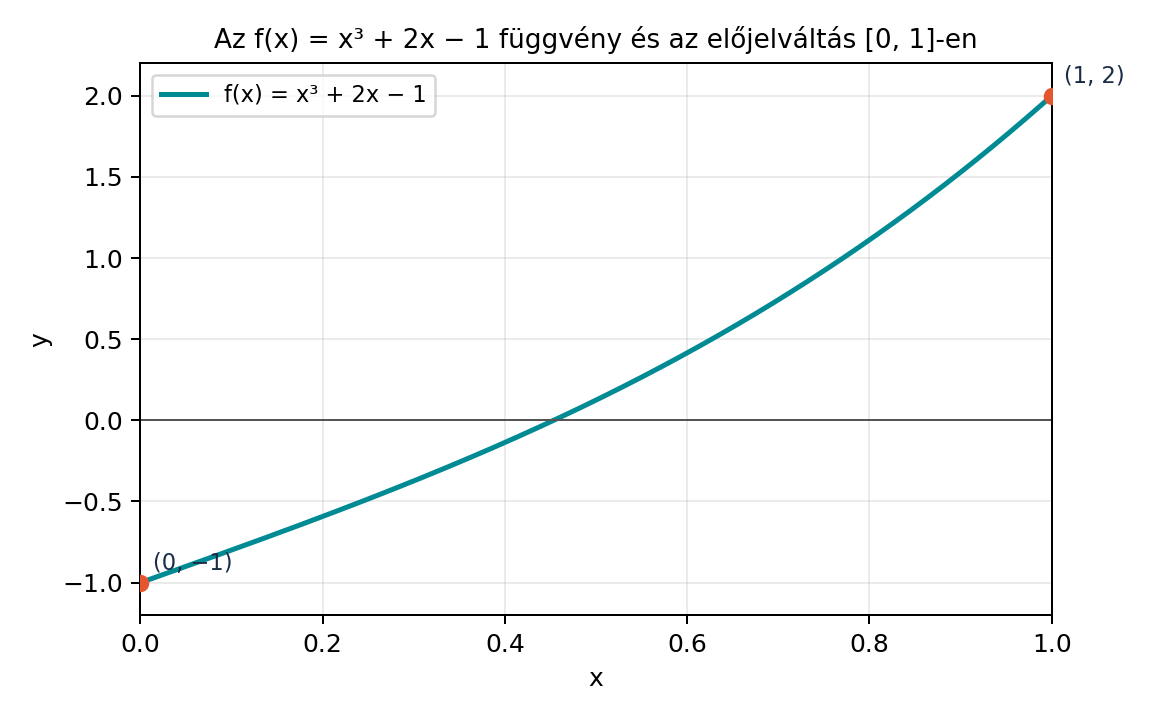 Az f(x) = x³ + 2x − 1 függvény és az előjelváltás [0, 1]-en
(1, 2)
f(x) = x³ + 2x − 1
2.0
1.5
1.0
0.5
0.0
−0.5
−1.0
y
(0, −1)
0.0 0.2 0.4 0.6 0.8 1.0
x